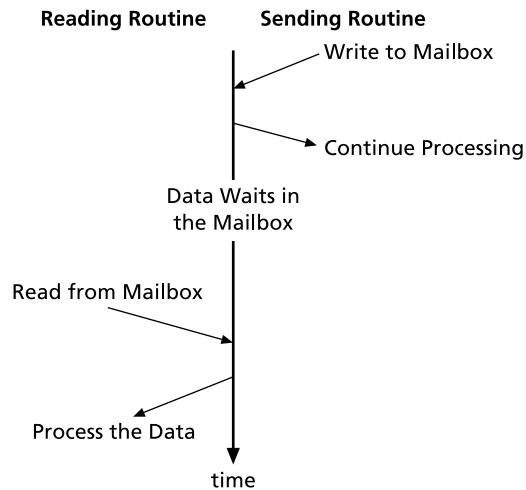 Reading Routine
Sending Routine
Write to Mailbox
Continue Processing
Data Waits in
the Mailbox
Read from Mailbox
Process the Data
time